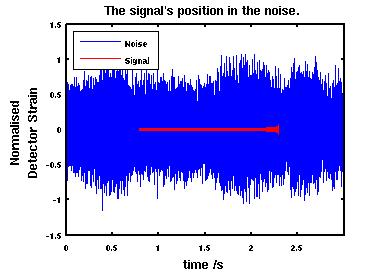 The signal's position in the noise.
1.5
Noise
Signal
1
0.5
0
-0.5
-1
-1.5
Normalised
Detector Strain
0 0.5 1 1.5 2 2.5
time /s